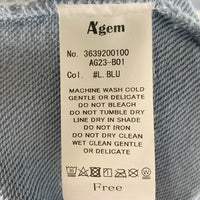 Agem
No. 3639200100
AG23-B01
Col. #L.BLU
MACHINE WASH COLD
GENTLE OR DELICATE
DO NOT BLEACH
DO NOT TUMBLE DRY
LINE DRY IN SHADE
DO NOT IRON
DO NOT DRY CLEAN
WET CLEAN GENTLE
OR DELICATE
Free